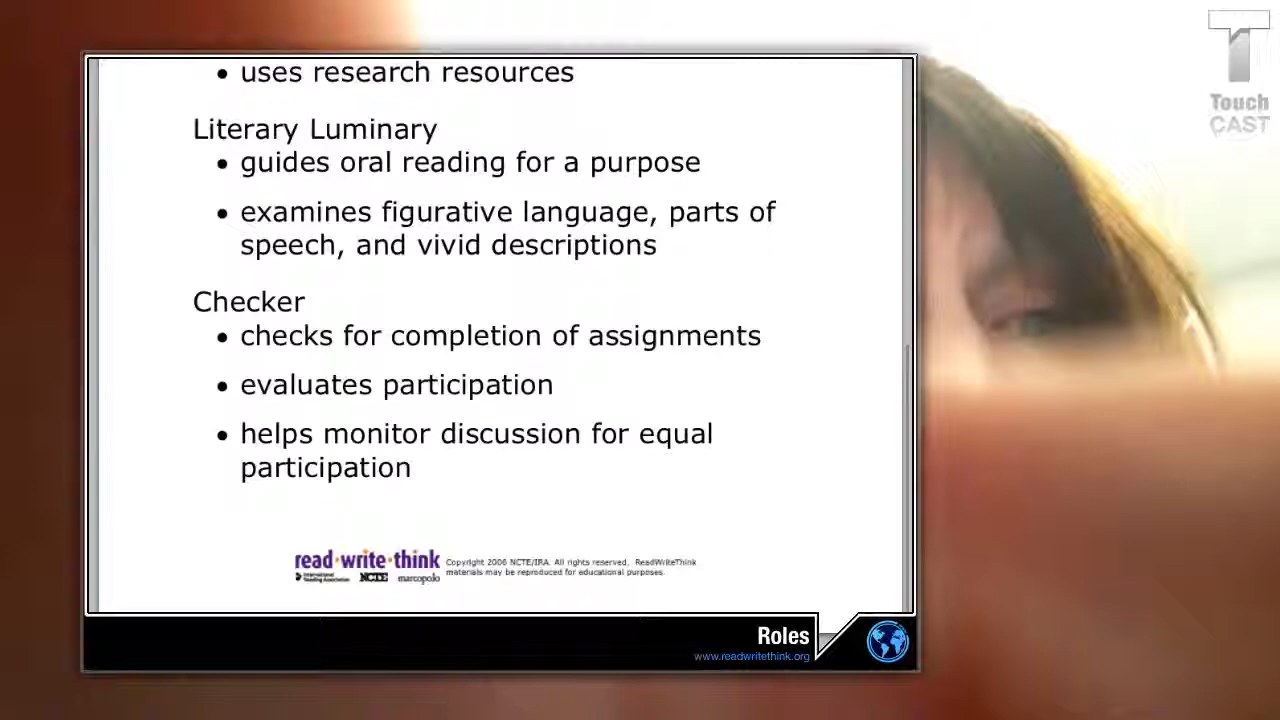 • uses research resources
Literary Luminary
• guides oral reading for a purpose
• examines figurative language, parts of
speech, and vivid descriptions
Checker
• checks for completion of assignments
• evaluates participation
• helps monitor discussion for equal
participation
read·write·think
International
Reading Association
NCTE
marcopolo
Copyright 2006 NCTE/IRA. All rights reserved. ReadWriteThink
materials may be reproduced for educational purposes.
Roles
www.readwritethink.org
T
Touch
CAST